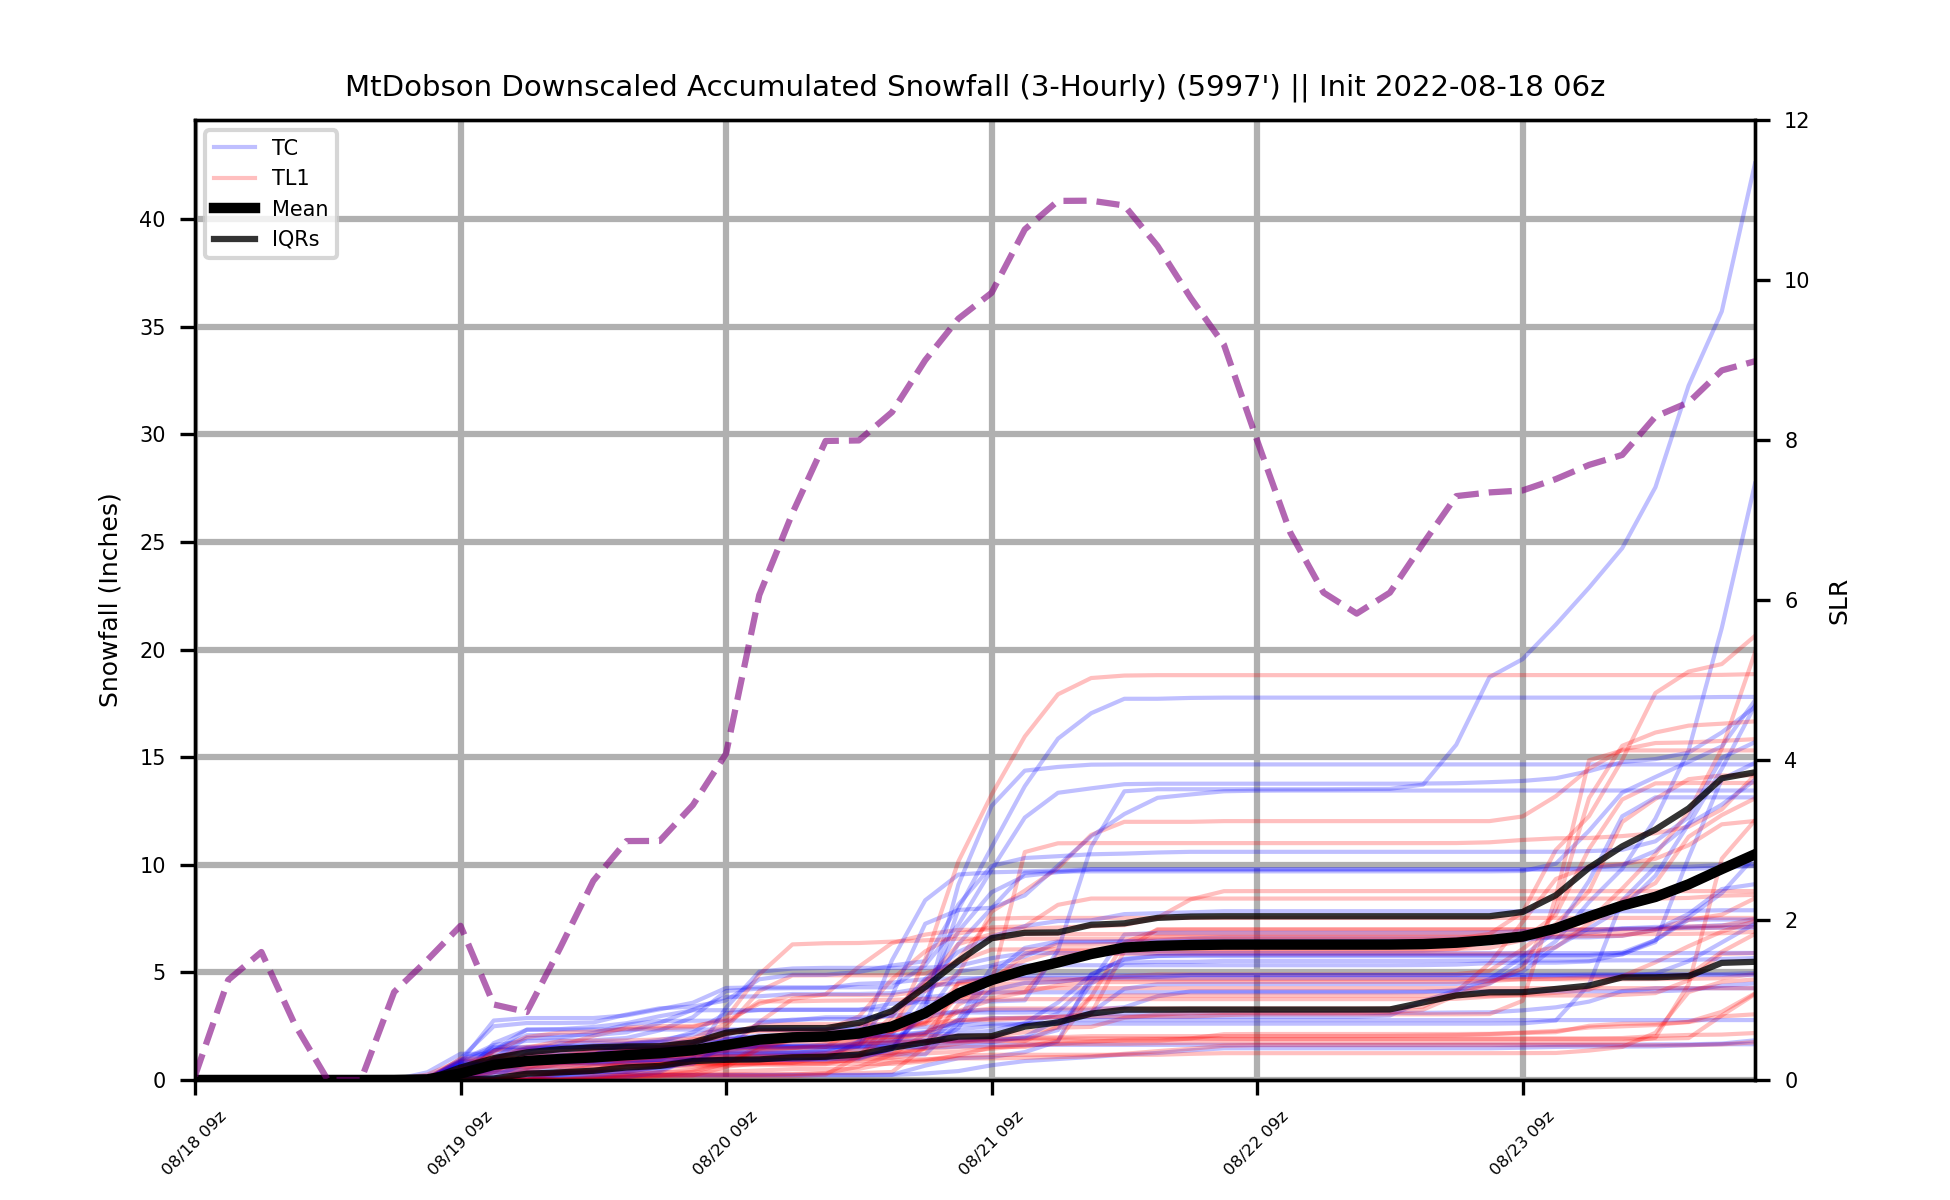 MtDobson Downscaled Accumulated Snowfall (3-Hourly) (5997') || Init 2022-08-18 06z
TC
TL1
Mean
IQRs
Snowfall (Inches)
40
35
30
25
20
15
10
5
0
12
10
8
6
4
2
0
SLR
08/18 09z
08/19 09z
08/20 09z
08/21 09z
08/22 09z
08/23 09z